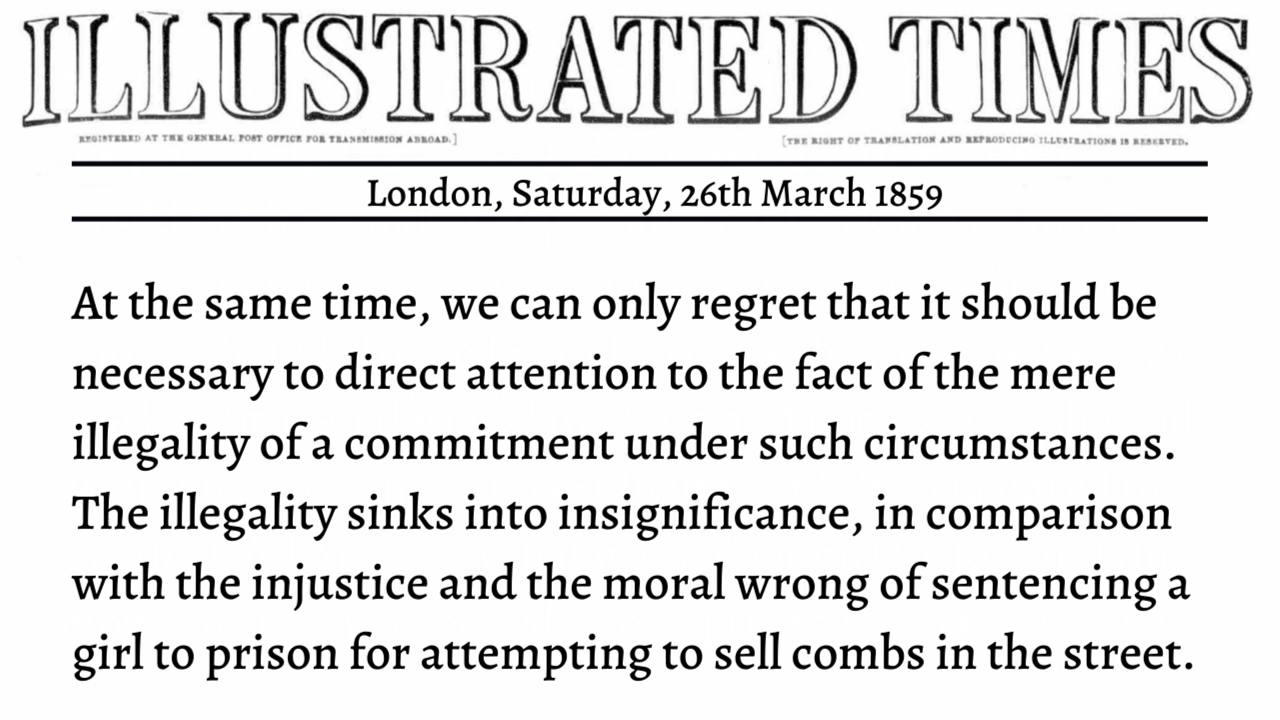 ILLUSTRATED TIMES
REGISTERED AT THE GENERAL POST OFFICE FOR TRANSMISSION ABROAD.] [THE RIGHT OF TRANSLATION AND REPRODUCING ILLUSTRATIONS IS RESERVED.
London, Saturday, 26th March 1859
At the same time, we can only regret that it should be
necessary to direct attention to the fact of the mere
illegality of a commitment under such circumstances.
The illegality sinks into insignificance, in comparison
with the injustice and the moral wrong of sentencing a
girl to prison for attempting to sell combs in the street.